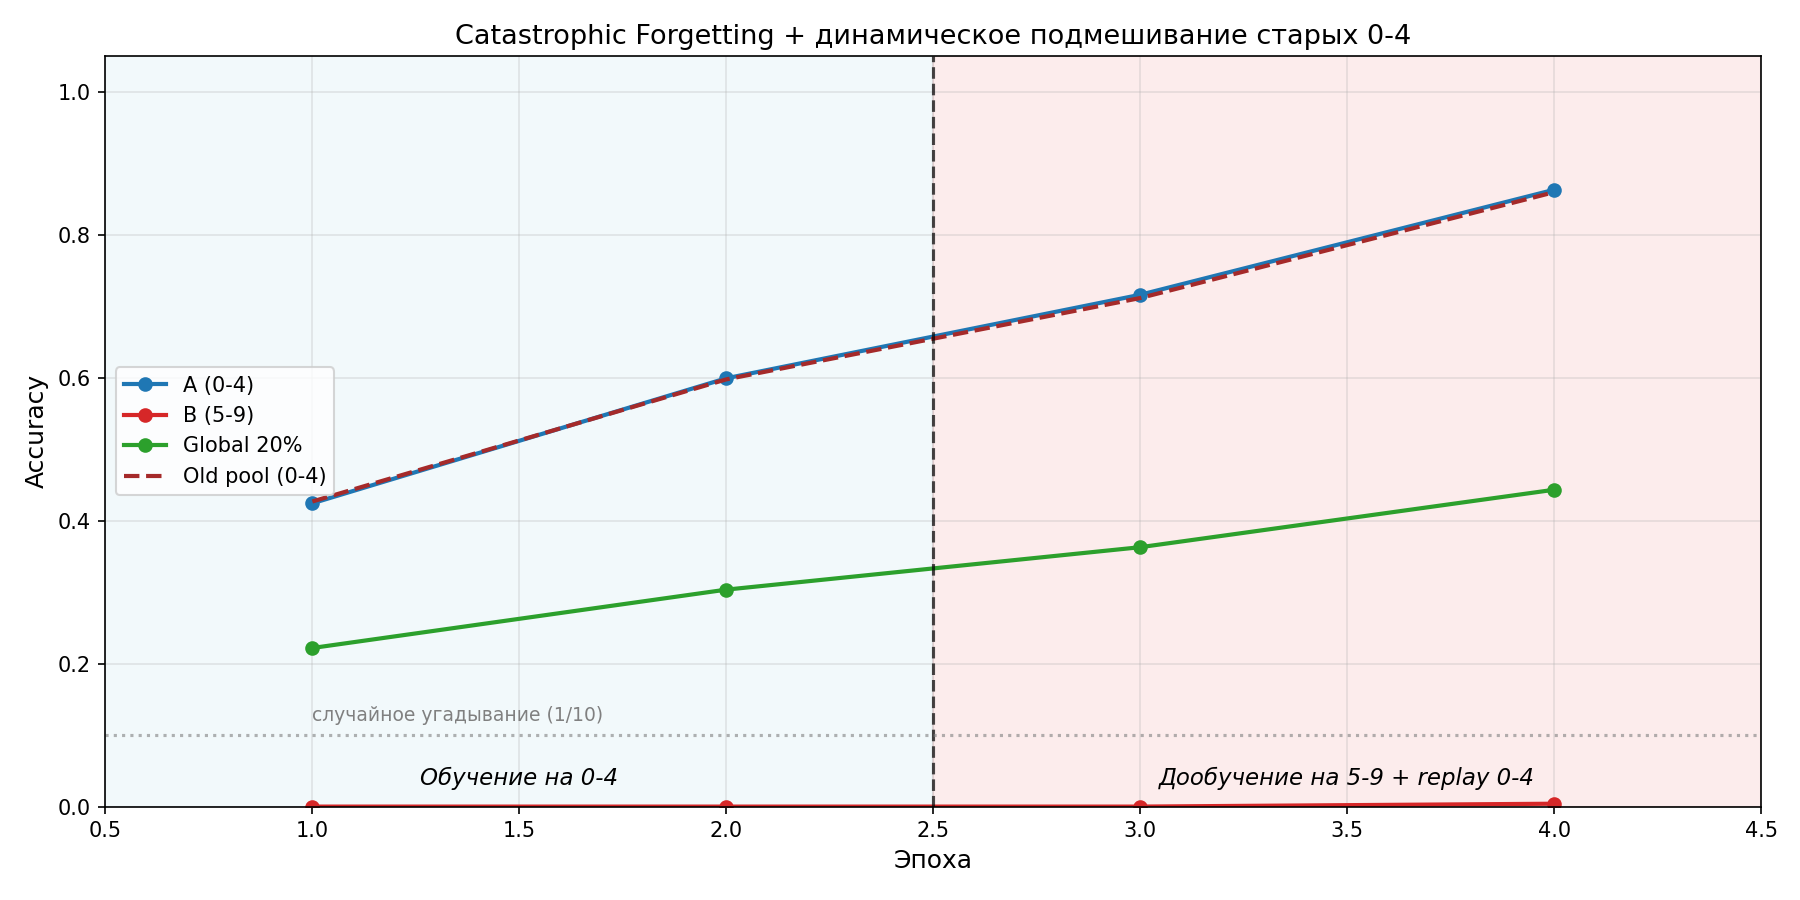 Catastrophic Forgetting + динамическое подмешивание старых 0-4
Accuracy
1.0
0.8
0.6
0.4
0.2
0.0
A (0-4)
B (5-9)
Global 20%
Old pool (0-4)
случайное угадывание (1/10)
Обучение на 0-4
Дообучение на 5-9 + replay 0-4
0.5 1.0 1.5 2.0 2.5 3.0 3.5 4.0 4.5
Эпоха